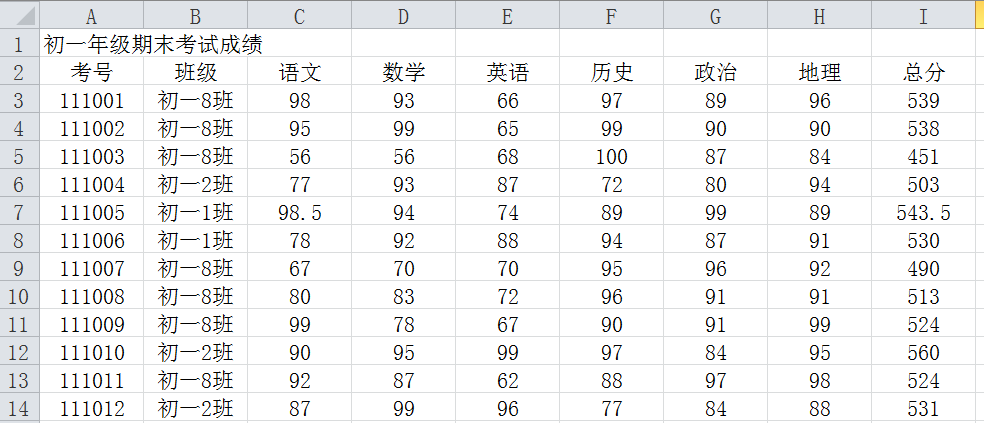 A B C D E F G H I
1 初一年级期末考试成绩
2 考号 班级 语文 数学 英语 历史 政治 地理 总分
3 111001 初一8班 98 93 66 97 89 96 539
4 111002 初一8班 95 99 65 99 90 90 538
5 111003 初一8班 56 56 68 100 87 84 451
6 111004 初一2班 77 93 87 72 80 94 503
7 111005 初一1班 98.5 94 74 89 99 89 543.5
8 111006 初一1班 78 92 88 94 87 91 530
9 111007 初一8班 67 70 70 95 96 92 490
10 111008 初一8班 80 83 72 96 91 91 513
11 111009 初一8班 99 78 67 90 91 99 524
12 111010 初一2班 90 95 99 97 84 95 560
13 111011 初一8班 92 87 62 88 97 98 524
14 111012 初一2班 87 99 96 77 84 88 531